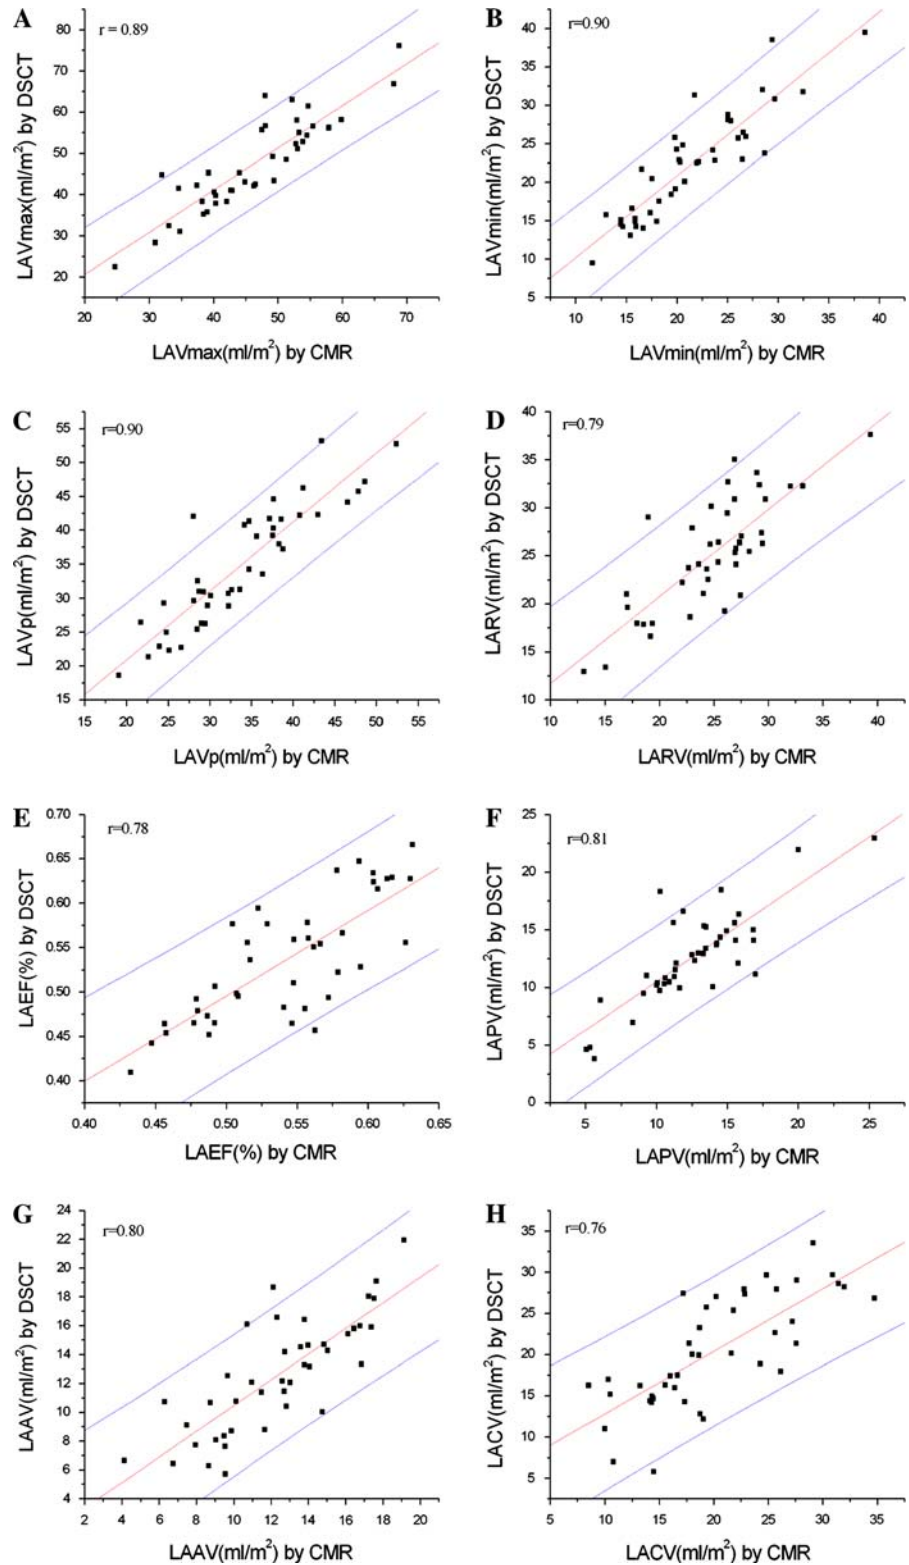 A
r = 0.89
LAVmax(ml/m²) by DSCT
80
70
60
50
40
30
20
20 30 40 50 60 70
LAVmax(ml/m²) by CMR
B
r=0.90
LAVmin(ml/m²) by DSCT
40
35
30
25
20
15
10
5
10 15 20 25 30 35 40
LAVmin(ml/m²) by CMR
C
r=0.90
LAVp(ml/m²) by DSCT
55
50
45
40
35
30
25
20
15
15 20 25 30 35 40 45 50 55
LAVp(ml/m²) by CMR
D
r=0.79
LARV(ml/m²) by DSCT
40
35
30
25
20
15
10
10 15 20 25 30 35 40
LARV(ml/m²) by CMR
E
r=0.78
LAEF(%) by DSCT
0.70
0.65
0.60
0.55
0.50
0.45
0.40
0.40 0.45 0.50 0.55 0.60 0.65
LAEF(%) by CMR
F
r=0.81
LAPV(ml/m²) by DSCT
25
20
15
10
5
0
5 10 15 20 25
LAPV(ml/m²) by CMR
G
r=0.80
LAAV(ml/m²) by DSCT
24
22
20
18
16
14
12
10
8
6
4
2 4 6 8 10 12 14 16 18 20
LAAV(ml/m²) by CMR
H
r=0.76
LACV(ml/m²) by DSCT
35
30
25
20
15
10
5
5 10 15 20 25 30 35
LACV(ml/m²) by CMR